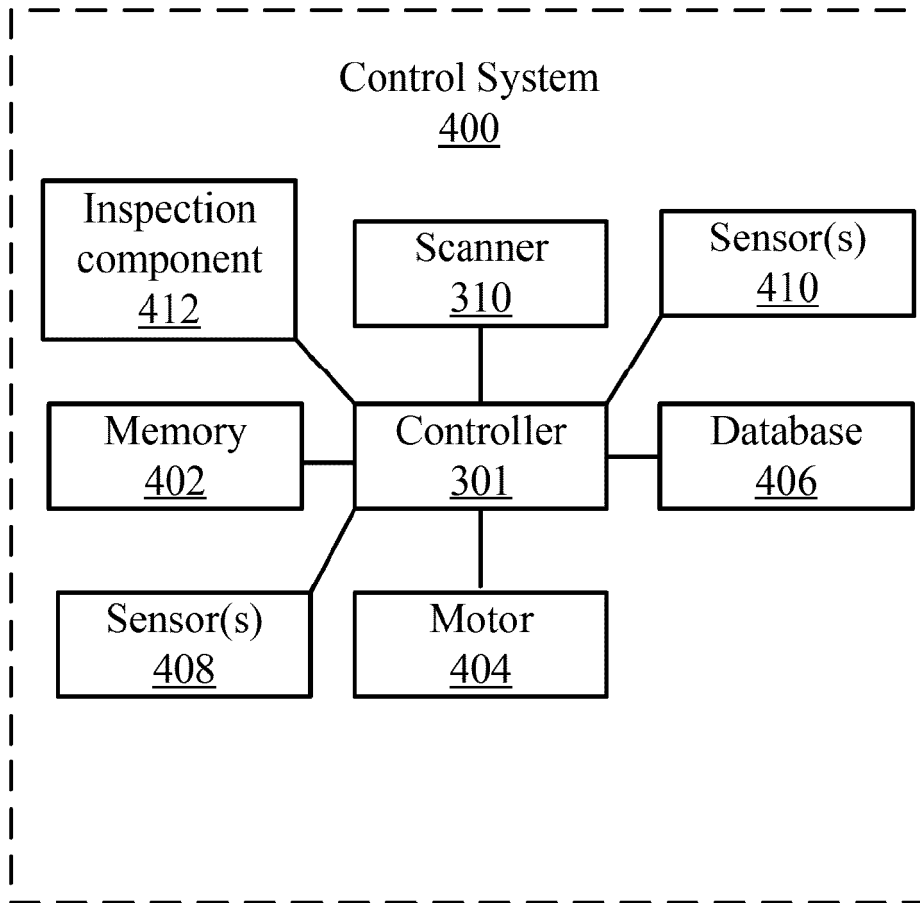 Control System
400
Inspection
component
412
Scanner
310
Sensor(s)
410
Memory
402
Controller
301
Database
406
Sensor(s)
408
Motor
404